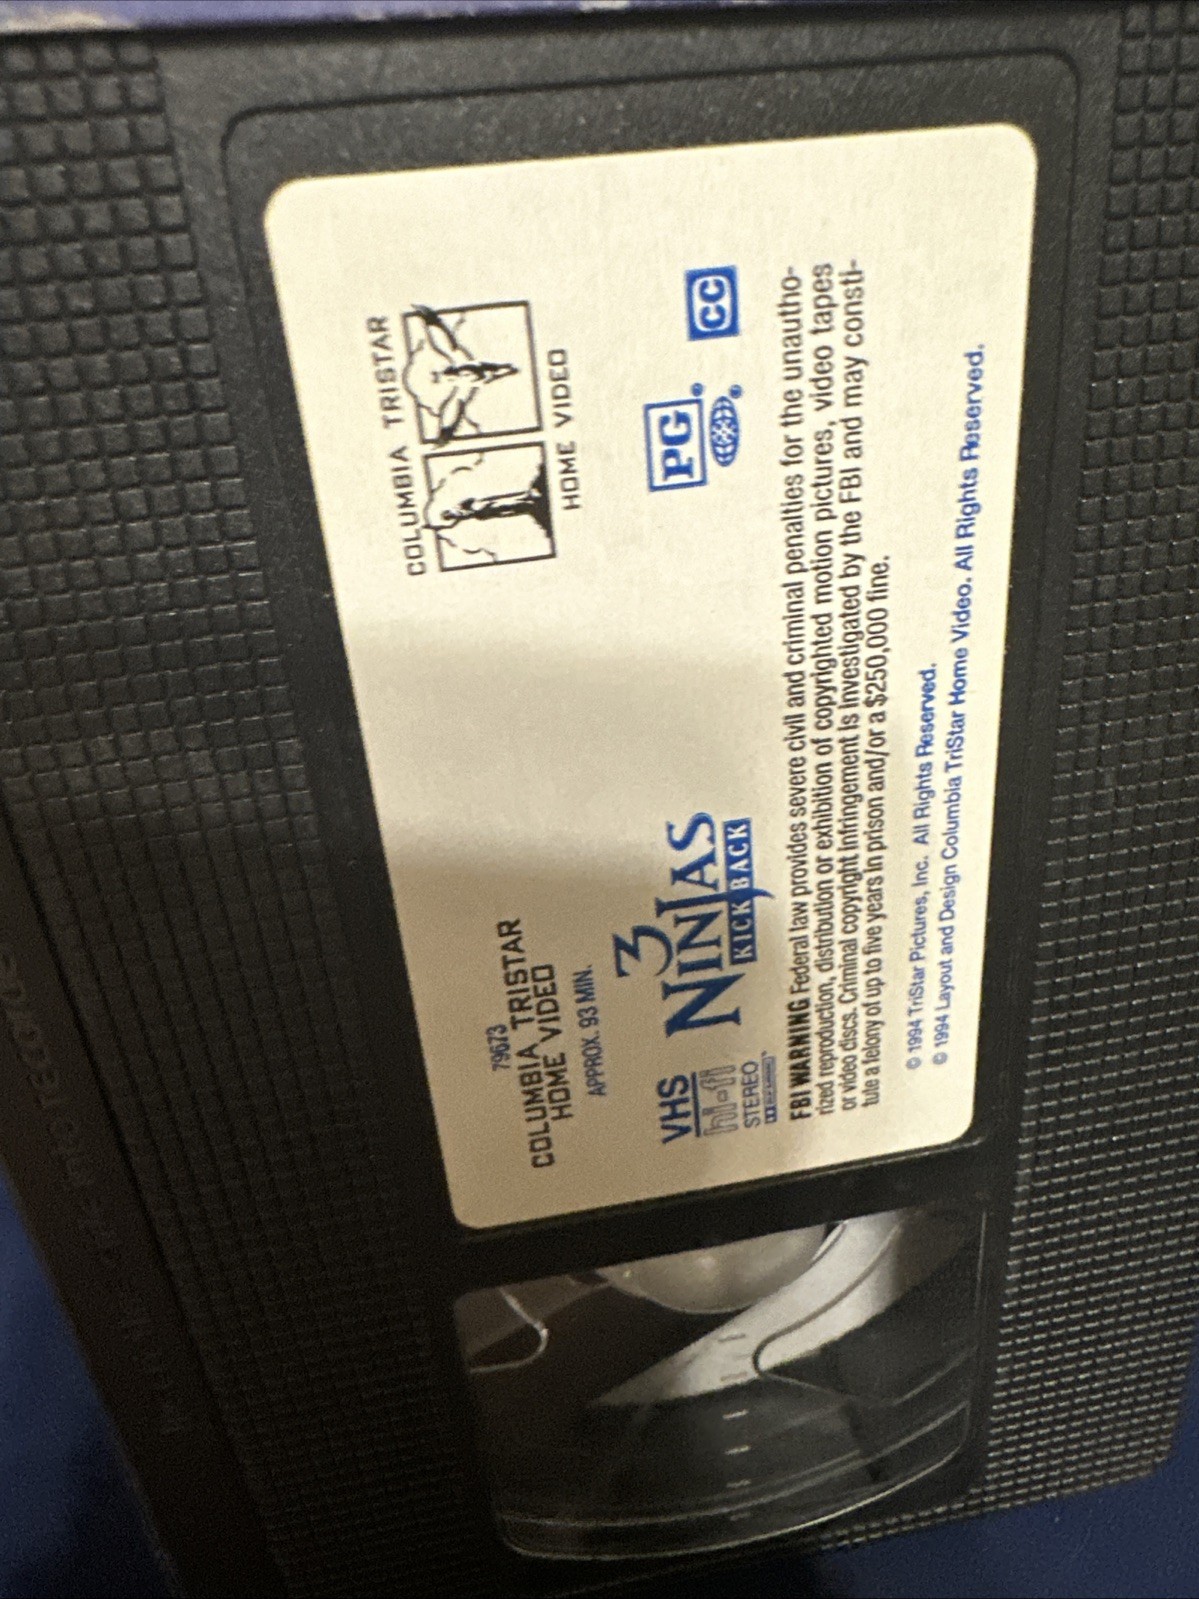 79673
COLUMBIA TRISTAR
HOME VIDEO
APPROX. 93 MIN.
COLUMBIA TRISTAR
HOME VIDEO
VHS
hi-fi
STEREO
3
NINJAS
KICK BACK
PG
CC
FBI WARNING Federal law provides severe civil and criminal penalties for the unautho-
rized reproduction, distribution or exhibition of copyrighted motion pictures, video tapes
or video discs. Criminal copyright infringement is investigated by the FBI and may consti-
tute a felony of up to five years in prison and/or a $250,000 fine.
© 1994 TriStar Pictures, Inc. All Rights Reserved.
© 1994 Layout and Design Columbia TriStar Home Video. All Rights Reserved.